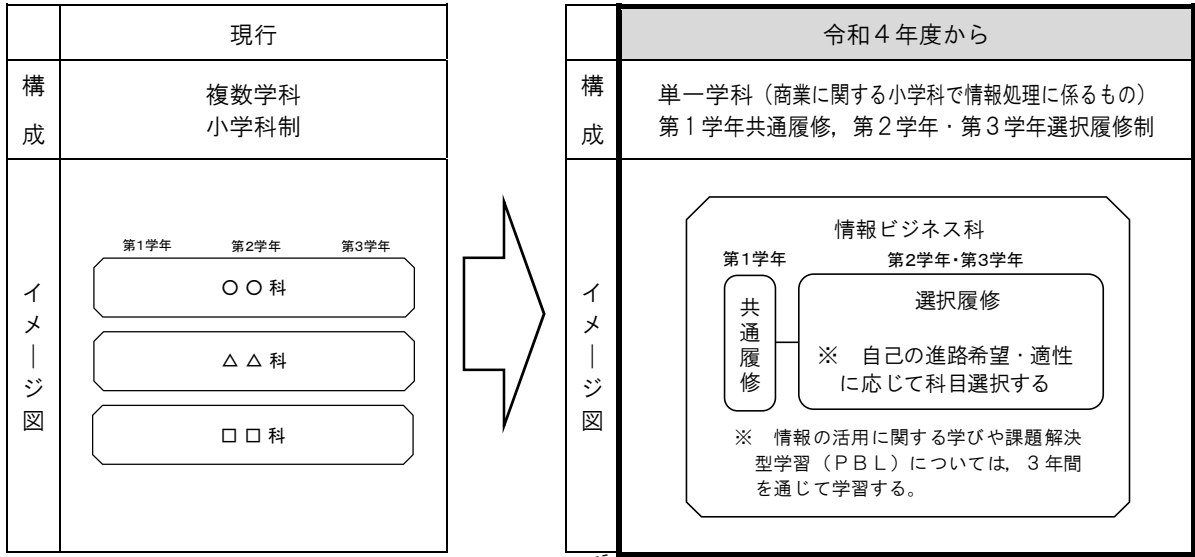 現行
構成
複数学科
小学科制
イメージ図
第1学年 第2学年 第3学年
○○科
△△科
□□科
令和４年度から
構成
単一学科（商業に関する小学科で情報処理に係るもの）
第１学年共通履修，第２学年・第３学年選択履修制
イメージ図
情報ビジネス科
第1学年 第2学年・第3学年
共通履修
選択履修
※　自己の進路希望・適性
に応じて科目選択する
※　情報の活用に関する学びや課題解決
型学習（ＰＢＬ）については，３年間
を通じて学習する。